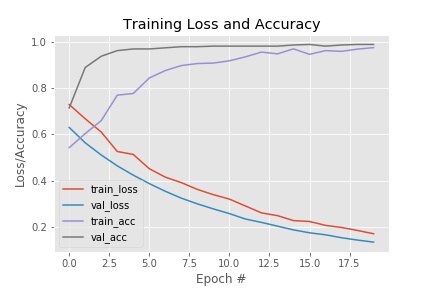 Training Loss and Accuracy
Loss/Accuracy
1.0
0.8
0.6
0.4
0.2
train_loss
val_loss
train_acc
val_acc
0.0 2.5 5.0 7.5 10.0 12.5 15.0 17.5
Epoch #